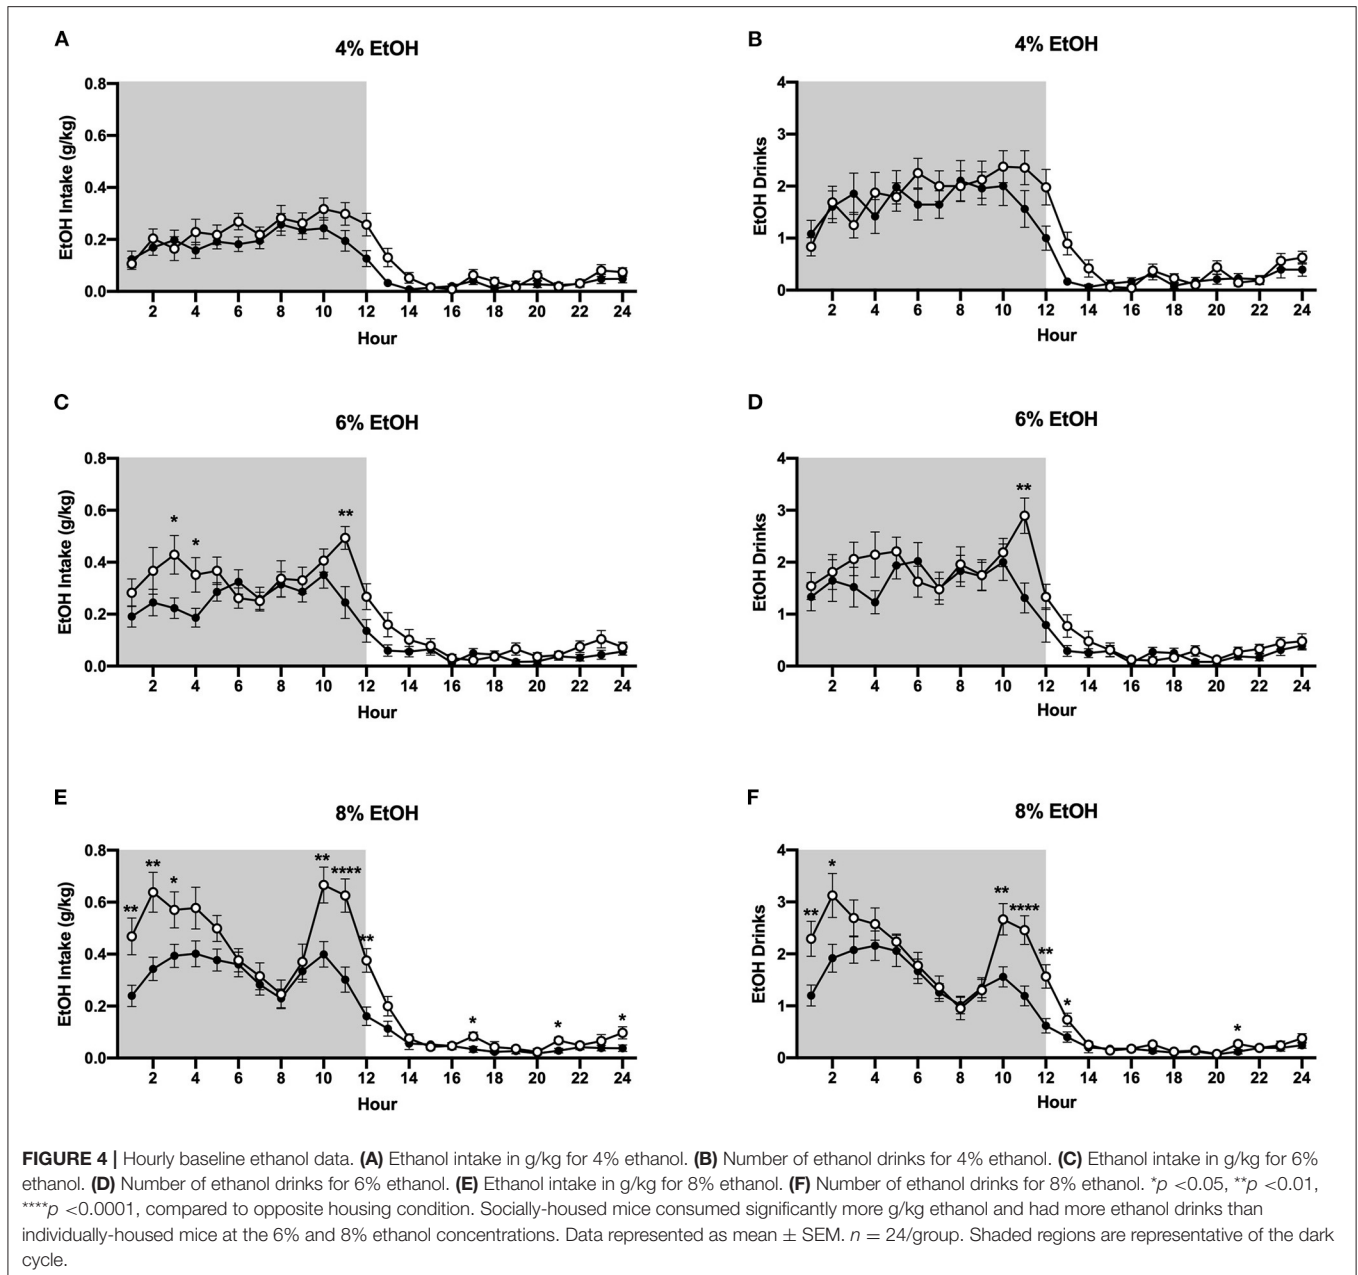 A
4% EtOH
EtOH Intake (g/kg)
0.8
0.6
0.4
0.2
0.0
2 4 6 8 10 12 14 16 18 20 22 24
Hour
B
4% EtOH
EtOH Drinks
4
3
2
1
0
2 4 6 8 10 12 14 16 18 20 22 24
Hour
C
6% EtOH
EtOH Intake (g/kg)
0.8
0.6
0.4
0.2
0.0
* * **
2 4 6 8 10 12 14 16 18 20 22 24
Hour
D
6% EtOH
EtOH Drinks
4
3
2
1
0
**
2 4 6 8 10 12 14 16 18 20 22 24
Hour
E
8% EtOH
EtOH Intake (g/kg)
0.8
0.6
0.4
0.2
0.0
** ** * ** **** ** * * *
2 4 6 8 10 12 14 16 18 20 22 24
Hour
F
8% EtOH
EtOH Drinks
4
3
2
1
0
** * ** **** ** * *
2 4 6 8 10 12 14 16 18 20 22 24
Hour
FIGURE 4 | Hourly baseline ethanol data. (A) Ethanol intake in g/kg for 4% ethanol. (B) Number of ethanol drinks for 4% ethanol. (C) Ethanol intake in g/kg for 6%
ethanol. (D) Number of ethanol drinks for 6% ethanol. (E) Ethanol intake in g/kg for 8% ethanol. (F) Number of ethanol drinks for 8% ethanol. *p <0.05, **p <0.01,
****p <0.0001, compared to opposite housing condition. Socially-housed mice consumed significantly more g/kg ethanol and had more ethanol drinks than
individually-housed mice at the 6% and 8% ethanol concentrations. Data represented as mean ± SEM. n = 24/group. Shaded regions are representative of the dark
cycle.